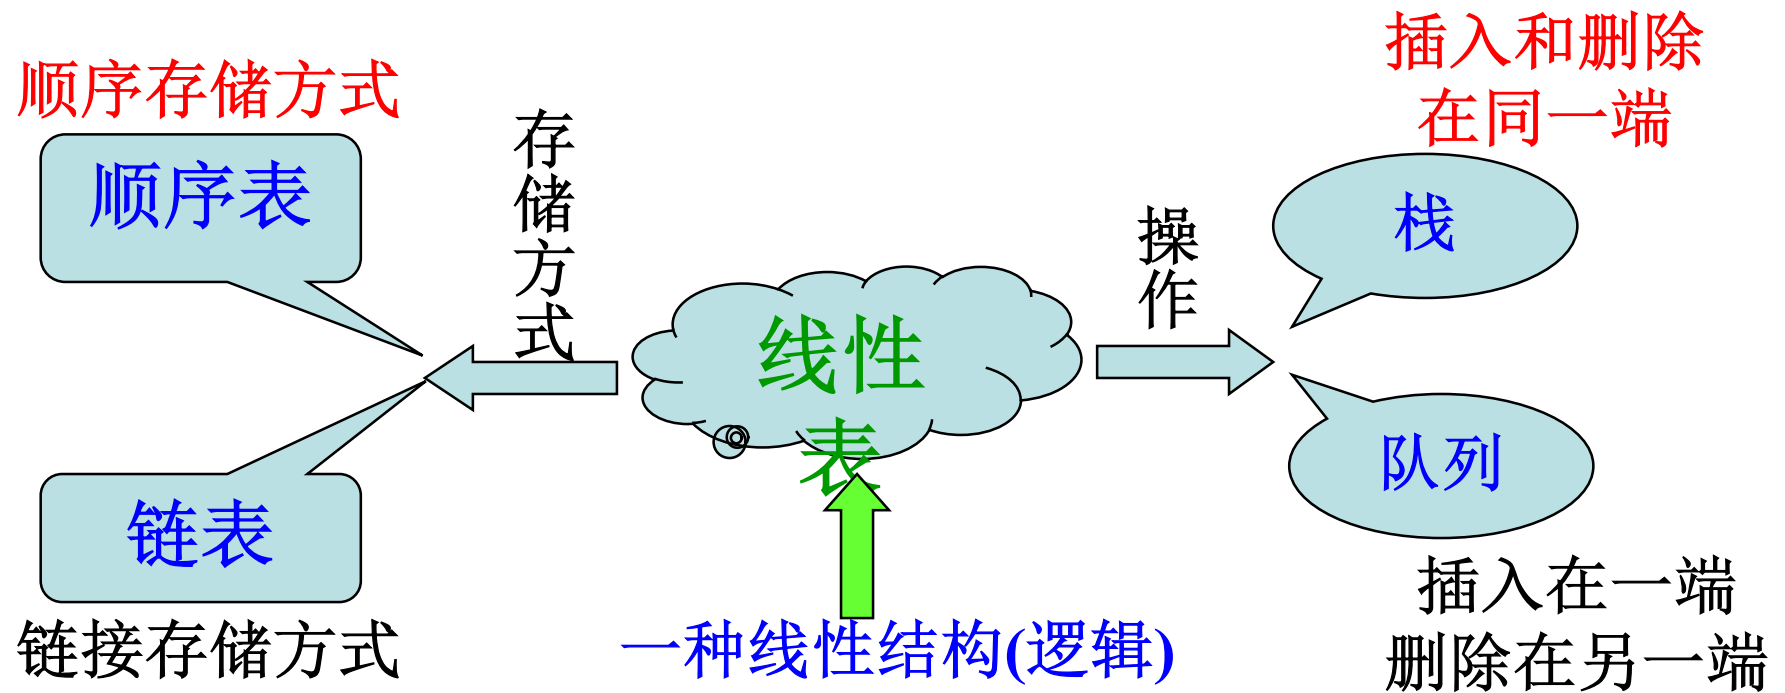 顺序存储方式
顺序表
链表
链接存储方式
存储方式
线性
表
一种线性结构(逻辑)
操作
插入和删除
在同一端
栈
队列
插入在一端
删除在另一端